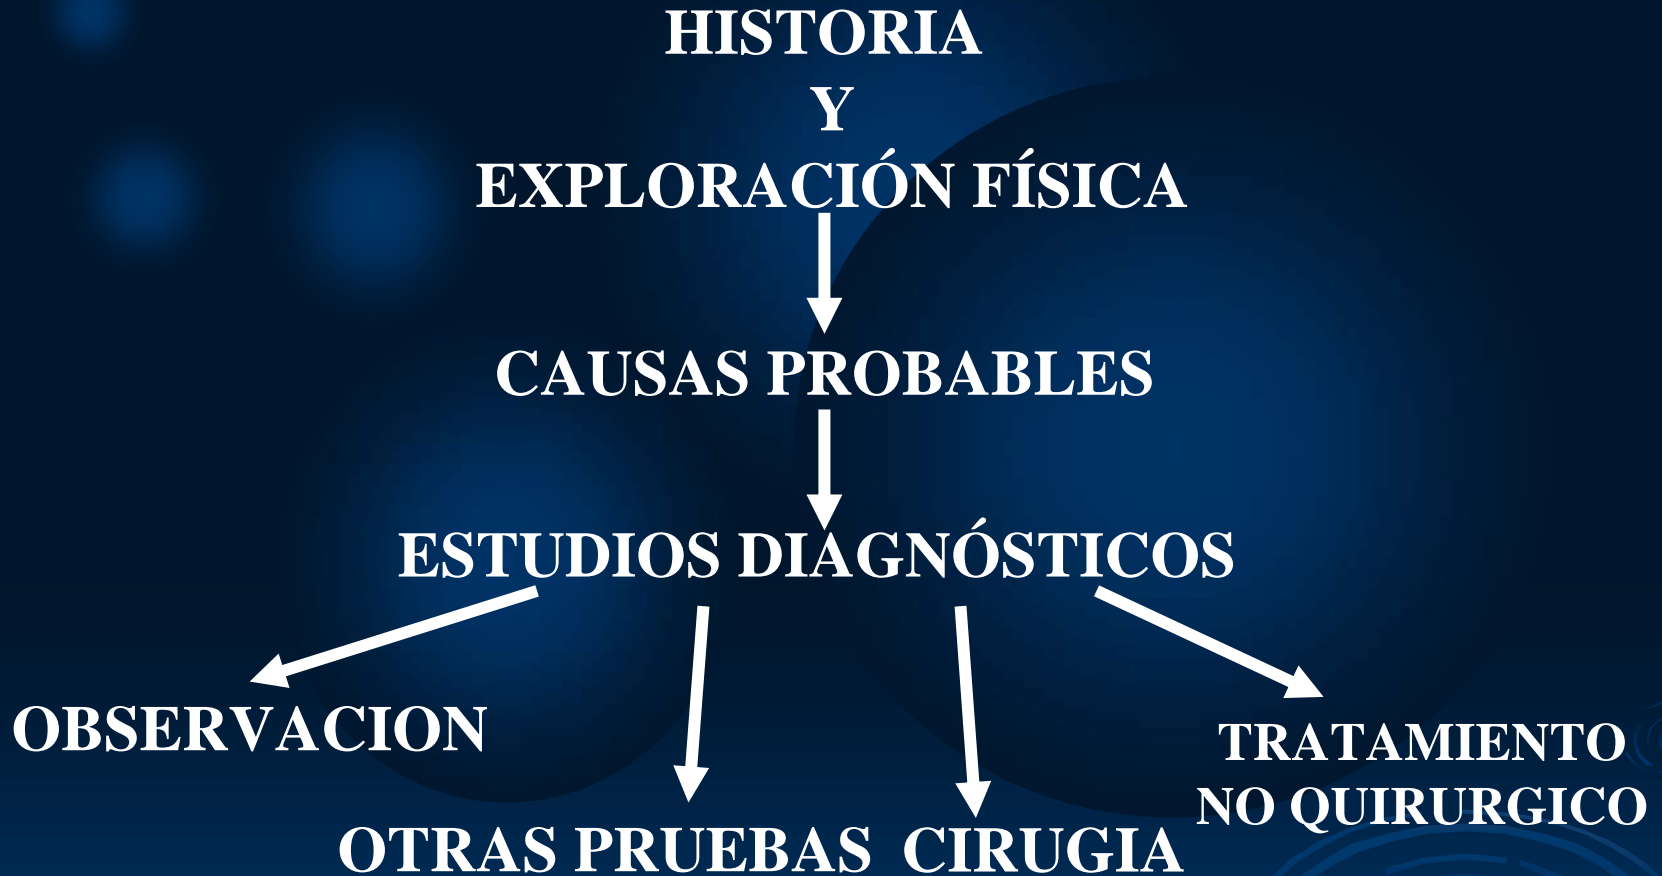 HISTORIA
Y
EXPLORACIÓN FÍSICA
CAUSAS PROBABLES
ESTUDIOS DIAGNÓSTICOS
OBSERVACION
OTRAS PRUEBAS
CIRUGIA
TRATAMIENTO
NO QUIRURGICO